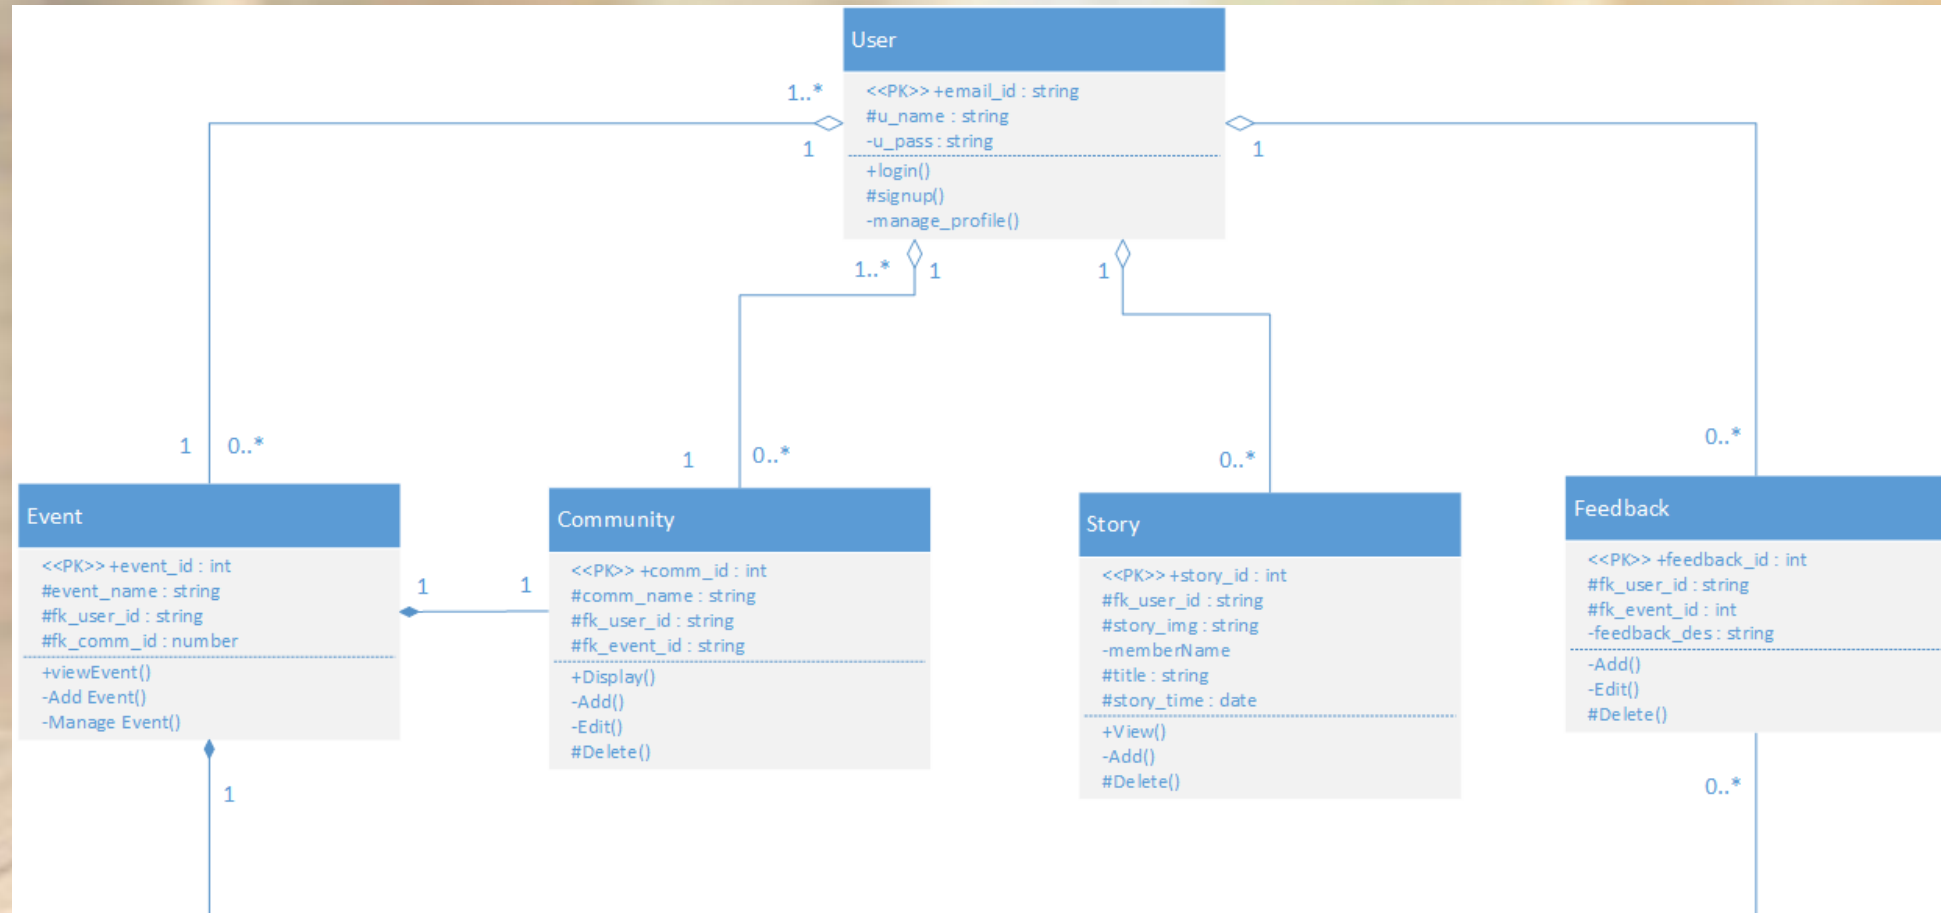 User
<<PK>> +email_id : string
#u_name : string
-u_pass : string
+login()
#signup()
-manage_profile()
1..*
1
1
1..*
1
1
1
0..*
1
0..*
0..*
0..*
Event
<<PK>> +event_id : int
#event_name : string
#fk_user_id : string
#fk_comm_id : number
+viewEvent()
-Add Event()
-Manage Event()
1
1
1
Community
<<PK>> +comm_id : int
#comm_name : string
#fk_user_id : string
#fk_event_id : string
+Display()
-Add()
-Edit()
#Delete()
Story
<<PK>> +story_id : int
#fk_user_id : string
#story_img : string
-memberName
#title : string
#story_time : date
+View()
-Add()
#Delete()
Feedback
<<PK>> +feedback_id : int
#fk_user_id : string
#fk_event_id : int
-feedback_des : string
-Add()
-Edit()
#Delete()
0..*